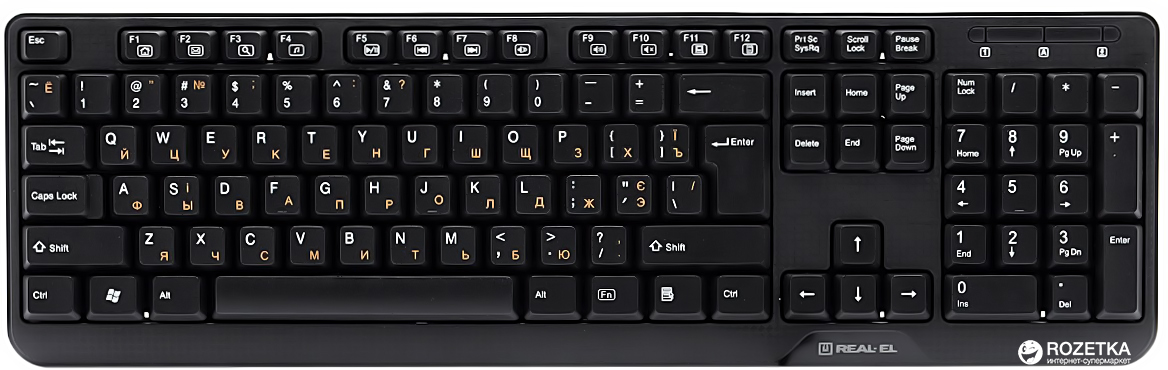 Esc F1 F2 F3 F4 F5 F6 F7 F8 F9 F10 F11 F12 Prt Sc SysRq Scroll Lock Pause Break 1 A 2
~ Ё \ ! 1 @ " 2 # № 3 $ ; 4 % 5 ^ : 6 & ? 7 * 8 ( 9 ) 0 — - + = Insert Home Page Up Num Lock / * -
Tab Q Й W Ц E У R К T Е Y Н U Г I Ш O Щ P З { [ Х } ] Ї Ъ Enter Delete End Page Down 7 Home 8 9 Pg Up +
Caps Lock A Ф S І Ы D В F А G П H Р J О K Л L Д : ; Ж " ' Є Э | / \ 4 5 6
Shift Z Я X Ч C С V М B И N Т M Ь < , Б > . Ю ? / . Shift 1 End 2 3 Pg Dn Enter
Ctrl Alt Alt Fn Ctrl 0 Ins . Del
REAL-EL
ROZETKA
интернет-супермаркет